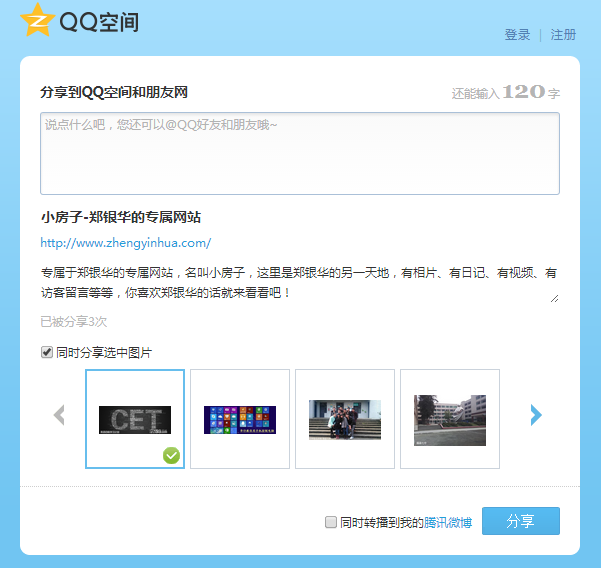 QQ空间
登录 | 注册
分享到QQ空间和朋友网
还能输入120字
说点什么吧，您还可以@QQ好友和朋友哦~
小房子-郑银华的专属网站
http://www.zhengyinhua.com/
专属于郑银华的专属网站，名叫小房子，这里是郑银华的另一天地，有相片、有日记、有视频、有
访客留言等等，你喜欢郑银华的话就来看看吧！
已被分享3次
同时分享选中图片
CET
同时转播到我的腾讯微博
分享